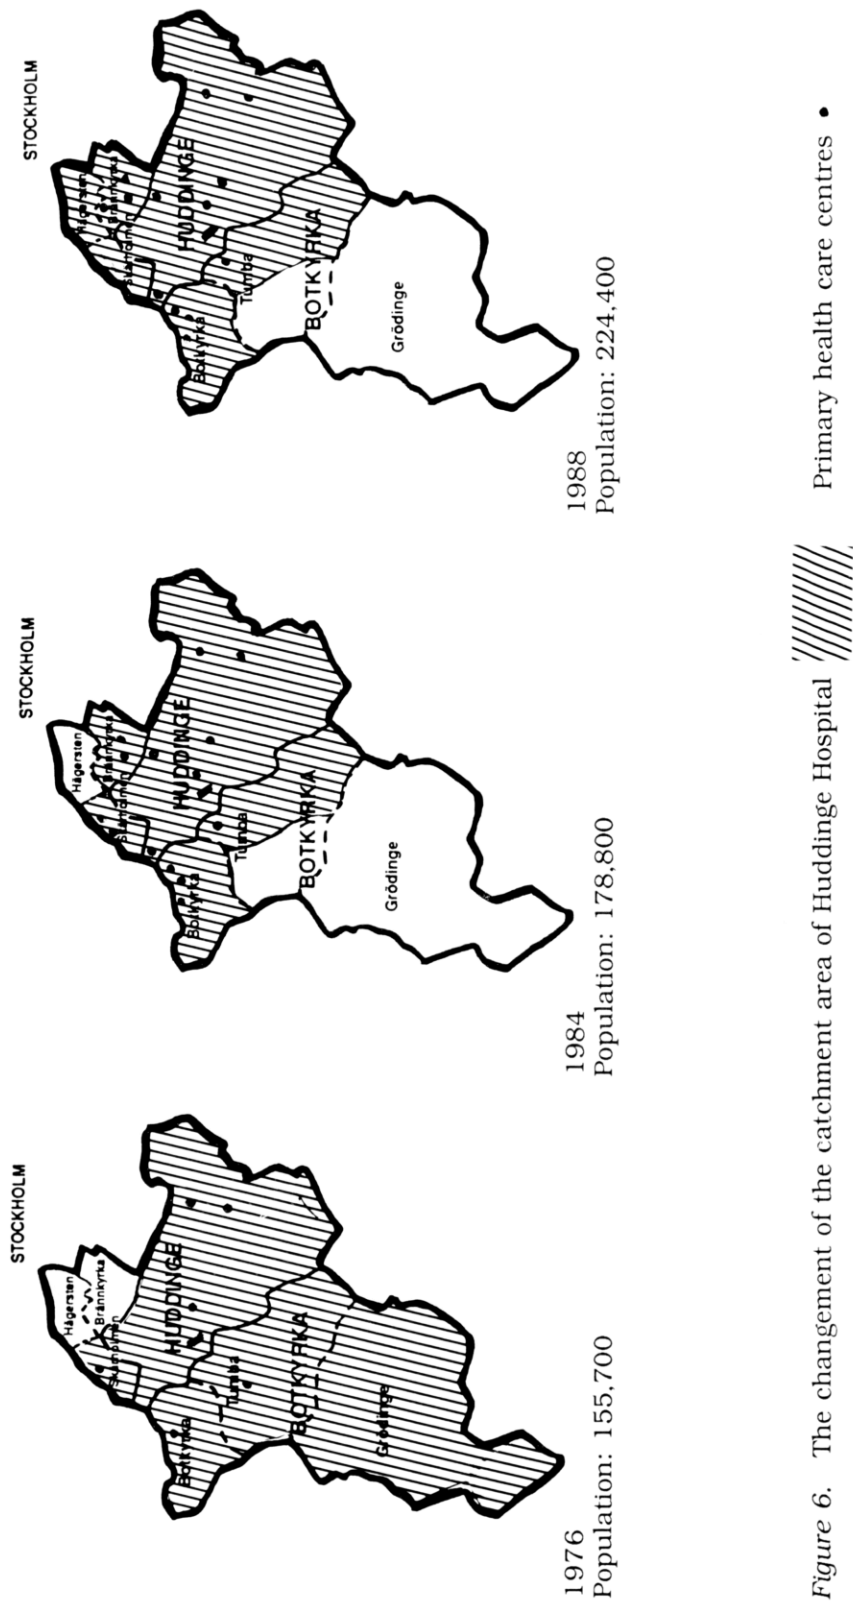 STOCKHOLM
Hägersten
Brännkyrka
Skärholmen
HUDDINGE
Botkyrka
Tumba
BOTKYRKA
Grödinge
1976
Population: 155,700
STOCKHOLM
Hägersten
Brännkyrka
Skärholmen
HUDDINGE
Botkyrka
Tumba
BOTKYRKA
Grödinge
1984
Population: 178,800
STOCKHOLM
Hägersten
Brännkyrka
Skärholmen
HUDDINGE
Botkyrka
Tumba
BOTKYRKA
Grödinge
1988
Population: 224,400
Figure 6. The changement of the catchment area of Huddinge Hospital Primary health care centres •